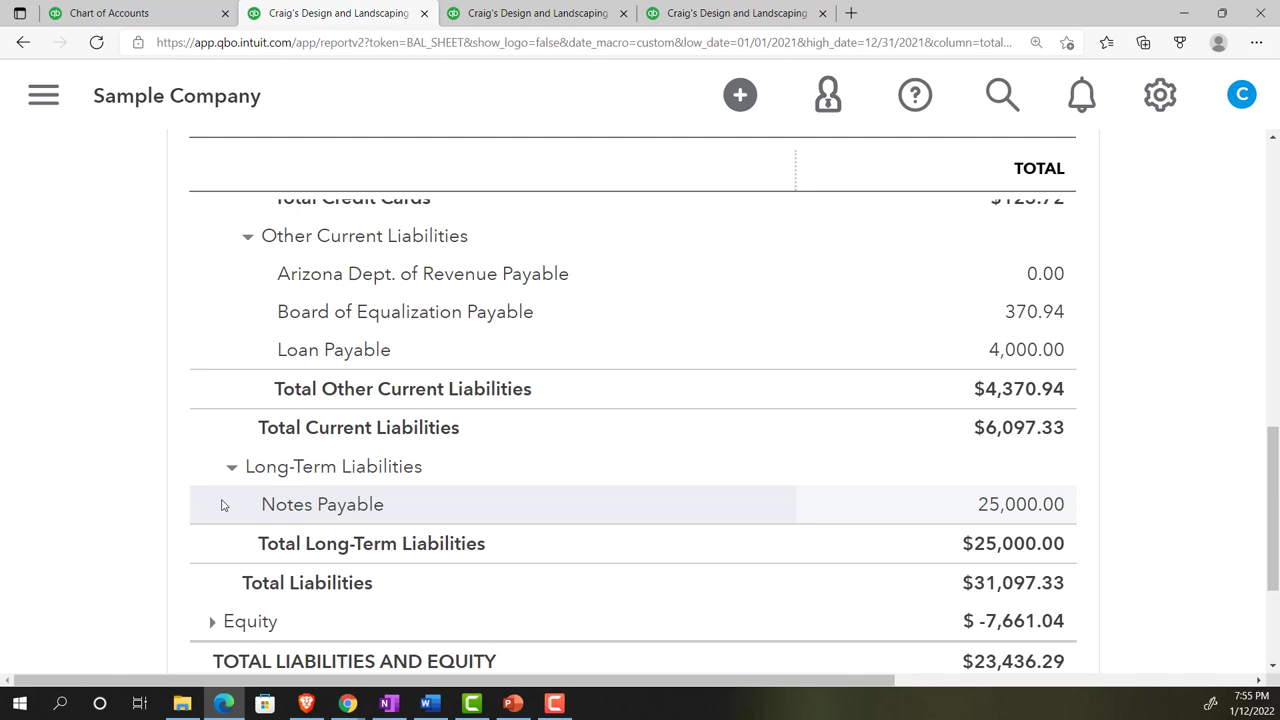 Chart of Accounts
Craig's Design and Landscaping
Craig's Design and Landscaping
Craig's Design and Landscaping
https://app.qbo.intuit.com/app/reportv2?token=BAL_SHEET&show_logo=false&date_macro=custom&low_date=01/01/2021&high_date=12/31/2021&column=total...
Sample Company
C
TOTAL
Total Credit Cards $123.72
Other Current Liabilities
Arizona Dept. of Revenue Payable 0.00
Board of Equalization Payable 370.94
Loan Payable 4,000.00
Total Other Current Liabilities $4,370.94
Total Current Liabilities $6,097.33
Long-Term Liabilities
Notes Payable 25,000.00
Total Long-Term Liabilities $25,000.00
Total Liabilities $31,097.33
Equity $ -7,661.04
TOTAL LIABILITIES AND EQUITY $23,436.29
7:55 PM
1/12/2022